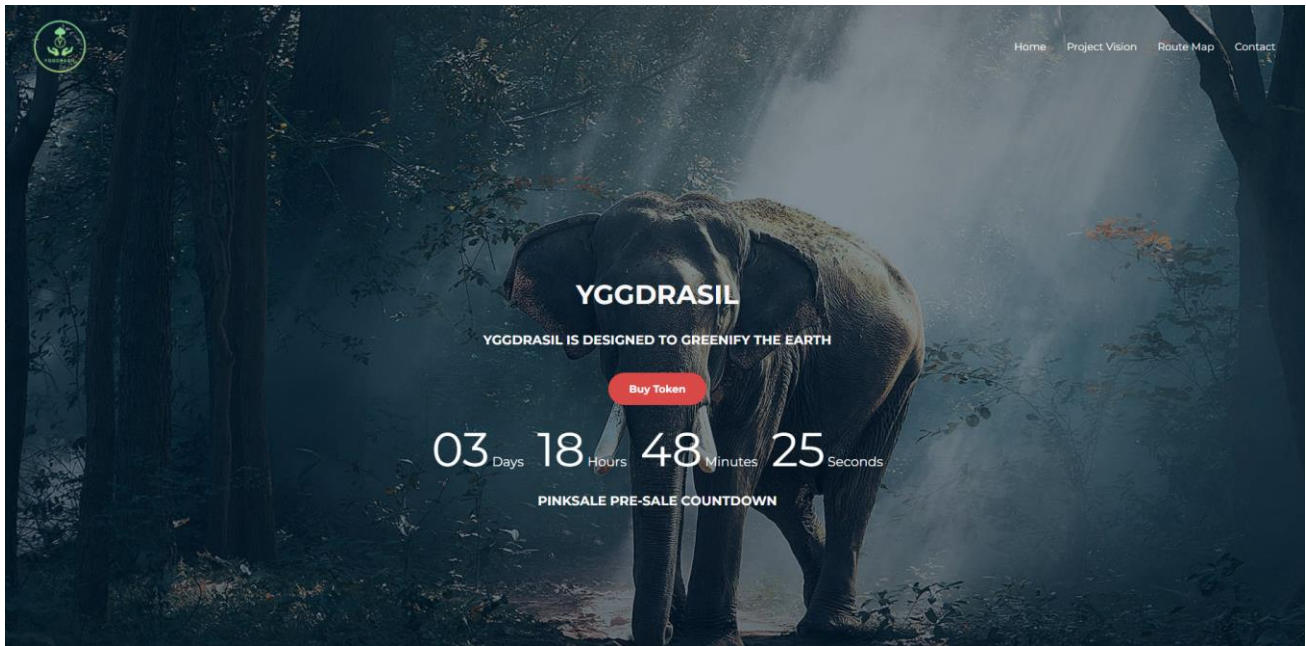 YGGDRASIL
Home Project Vision Route Map Contact
YGGDRASIL
YGGDRASIL IS DESIGNED TO GREENIFY THE EARTH
Buy Token
03 Days 18 Hours 48 Minutes 25 Seconds
PINKSALE PRE-SALE COUNTDOWN